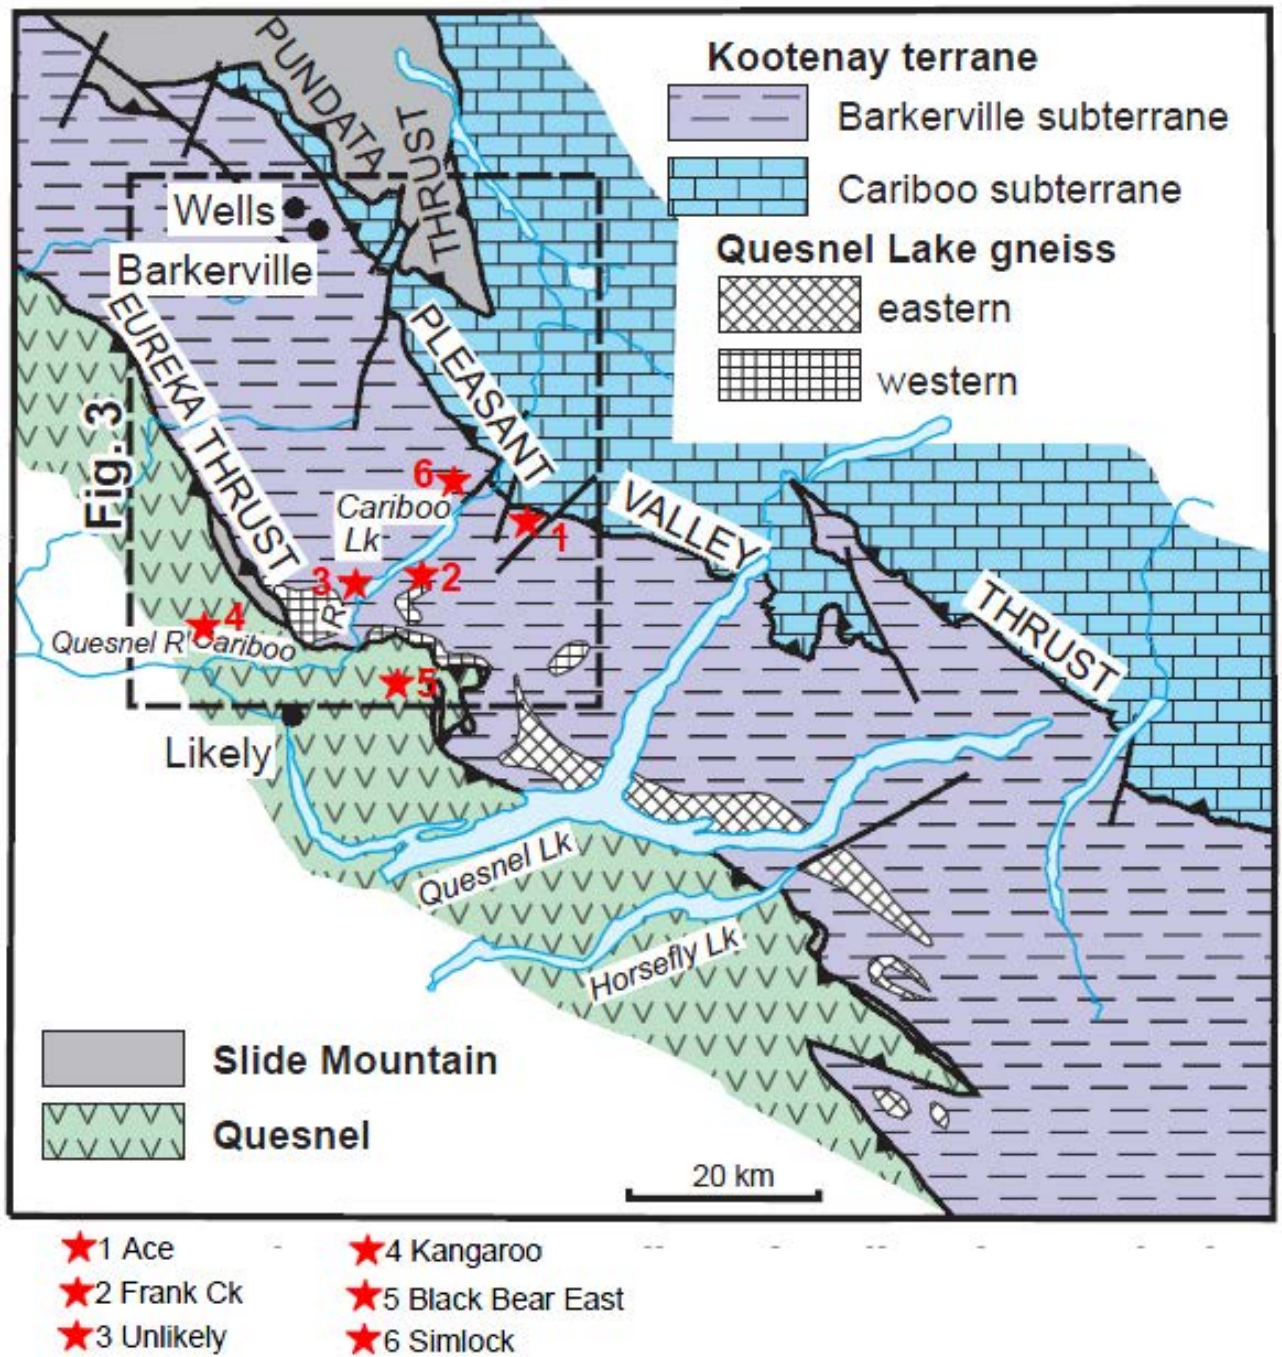 PUNDATA
THRUST
Kootenay terrane
Barkerville subterrane
Cariboo subterrane
Quesnel Lake gneiss
eastern
western
Wells
Barkerville
EUREKA THRUST
PLEASANT
VALLEY
THRUST
Fig. 3
6
Cariboo
Lk
1
2
3
R
4
Quesnel R
Cariboo
5
Likely
Quesnel Lk
Horsefly Lk
Slide Mountain
Quesnel
20 km
1 Ace
2 Frank Ck
3 Unlikely
4 Kangaroo
5 Black Bear East
6 Simlock